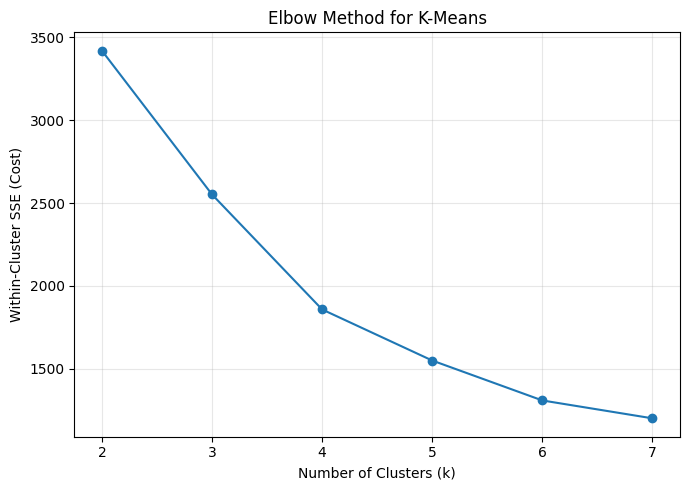 Elbow Method for K-Means
3500
3000
2500
2000
1500
Within-Cluster SSE (Cost)
2 3 4 5 6 7
Number of Clusters (k)